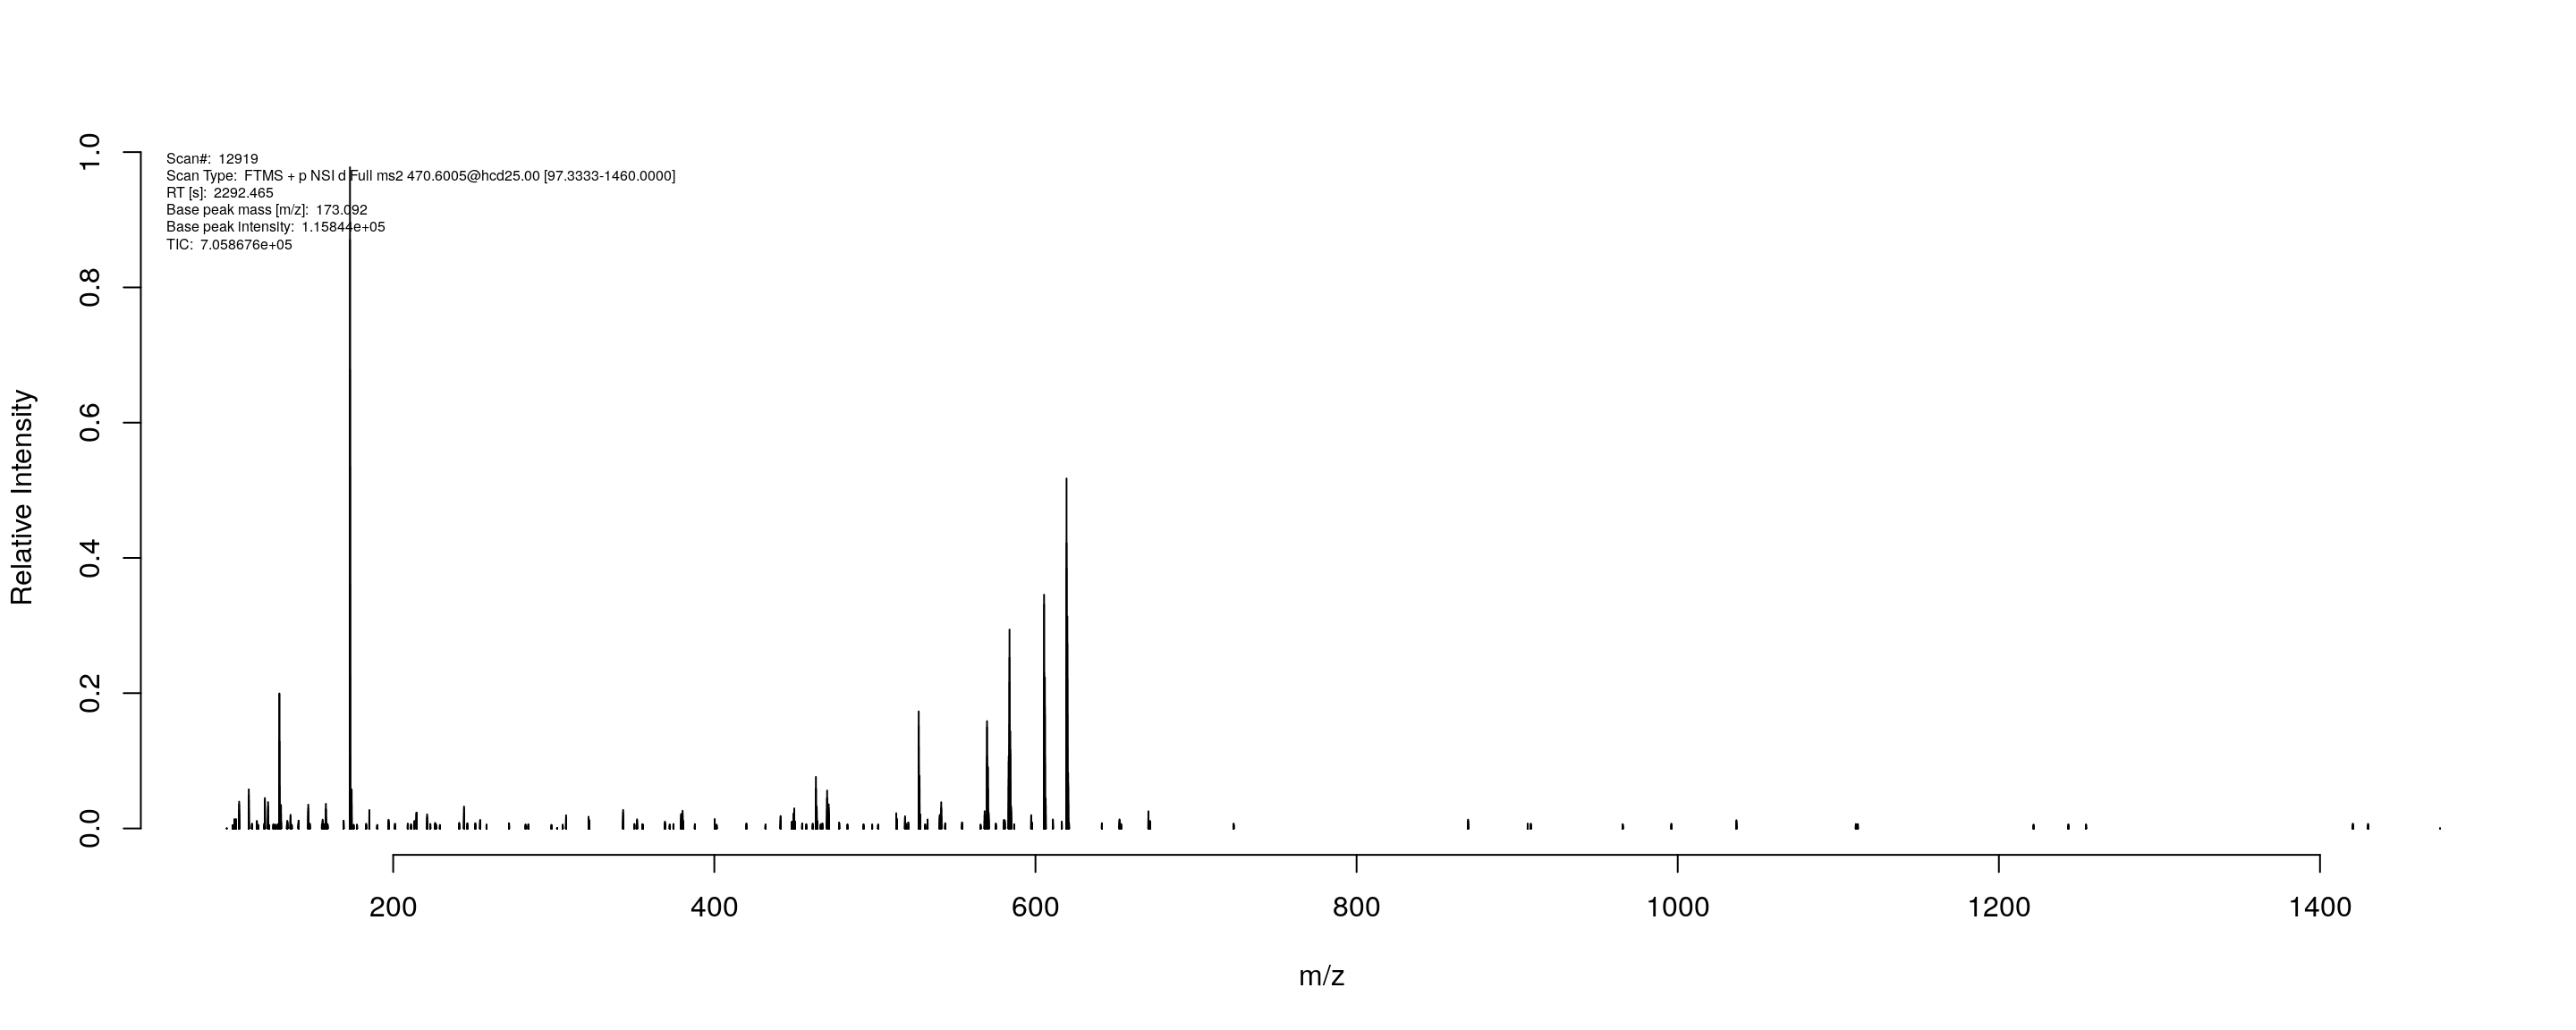 Scan#: 12919
Scan Type: FTMS + p NSI d Full ms2 470.6005@hcd25.00 [97.3333-1460.0000]
RT [s]: 2292.465
Base peak mass [m/z]: 173.092
Base peak intensity: 1.15844e+05
TIC: 7.058676e+05
1.0
0.8
0.6
0.4
0.2
0.0
Relative Intensity
200 400 600 800 1000 1200 1400
m/z